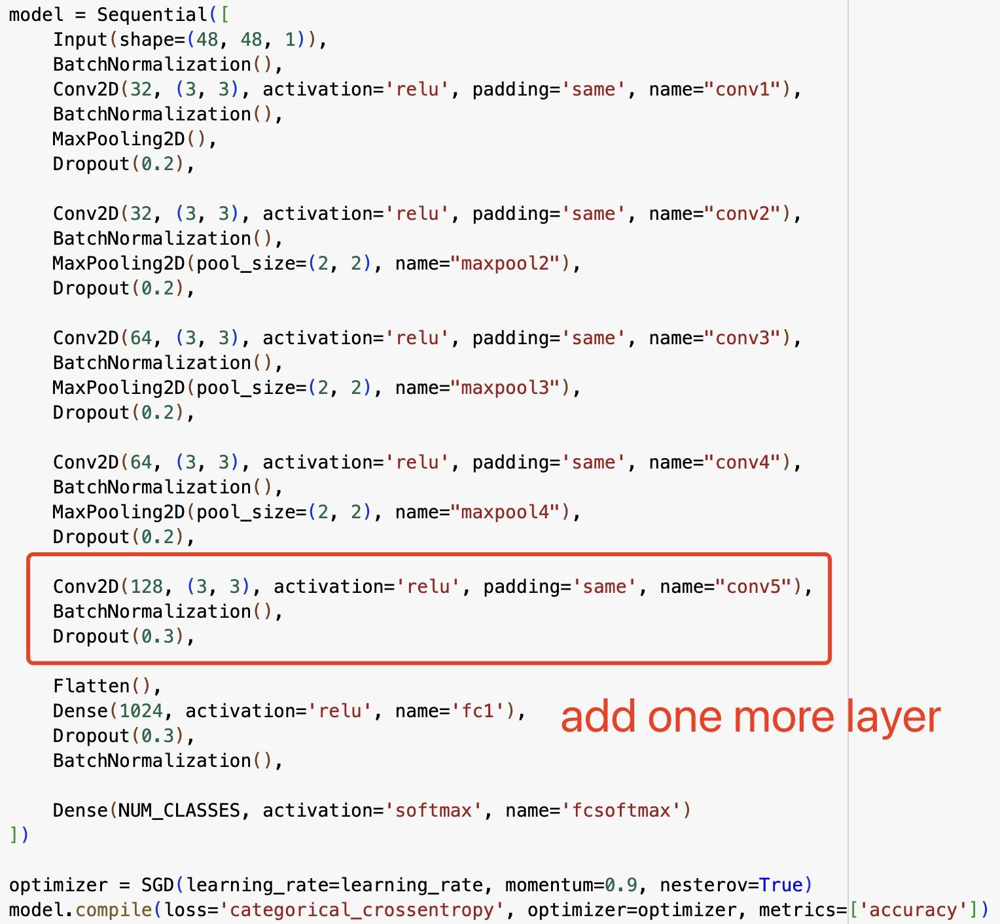 model = Sequential([
    Input(shape=(48, 48, 1)),
    BatchNormalization(),
    Conv2D(32, (3, 3), activation='relu', padding='same', name="conv1"),
    BatchNormalization(),
    MaxPooling2D(),
    Dropout(0.2),

    Conv2D(32, (3, 3), activation='relu', padding='same', name="conv2"),
    BatchNormalization(),
    MaxPooling2D(pool_size=(2, 2), name="maxpool2"),
    Dropout(0.2),

    Conv2D(64, (3, 3), activation='relu', padding='same', name="conv3"),
    BatchNormalization(),
    MaxPooling2D(pool_size=(2, 2), name="maxpool3"),
    Dropout(0.2),

    Conv2D(64, (3, 3), activation='relu', padding='same', name="conv4"),
    BatchNormalization(),
    MaxPooling2D(pool_size=(2, 2), name="maxpool4"),
    Dropout(0.2),

    Conv2D(128, (3, 3), activation='relu', padding='same', name="conv5"),
    BatchNormalization(),
    Dropout(0.3),

    Flatten(),
    Dense(1024, activation='relu', name='fc1'),
add one more layer
    Dropout(0.3),
    BatchNormalization(),

    Dense(NUM_CLASSES, activation='softmax', name='fcsoftmax')
])

optimizer = SGD(learning_rate=learning_rate, momentum=0.9, nesterov=True)
model.compile(loss='categorical_crossentropy', optimizer=optimizer, metrics=['accuracy'])